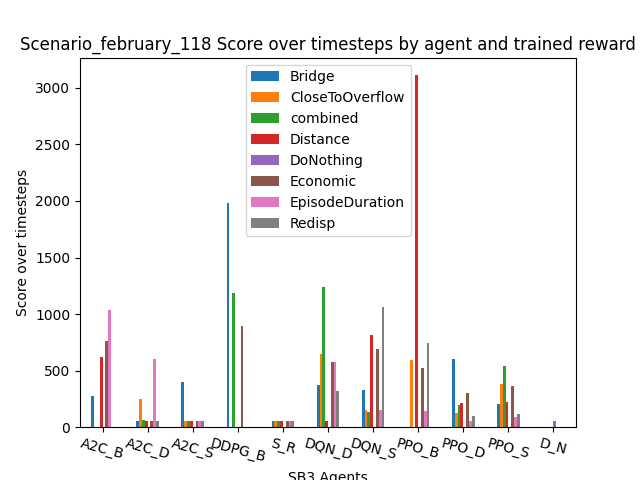 Scenario_february_118 Score over timesteps by agent and trained reward
Bridge
CloseToOverflow
combined
Distance
DoNothing
Economic
EpisodeDuration
Redisp
Score over timesteps
3000
2500
2000
1500
1000
500
0
A2C_B
A2C_D
A2C_S
DDPG_B
S_R
DQN_D
DQN_S
PPO_B
PPO_D
PPO_S
D_N
SB3 Agents